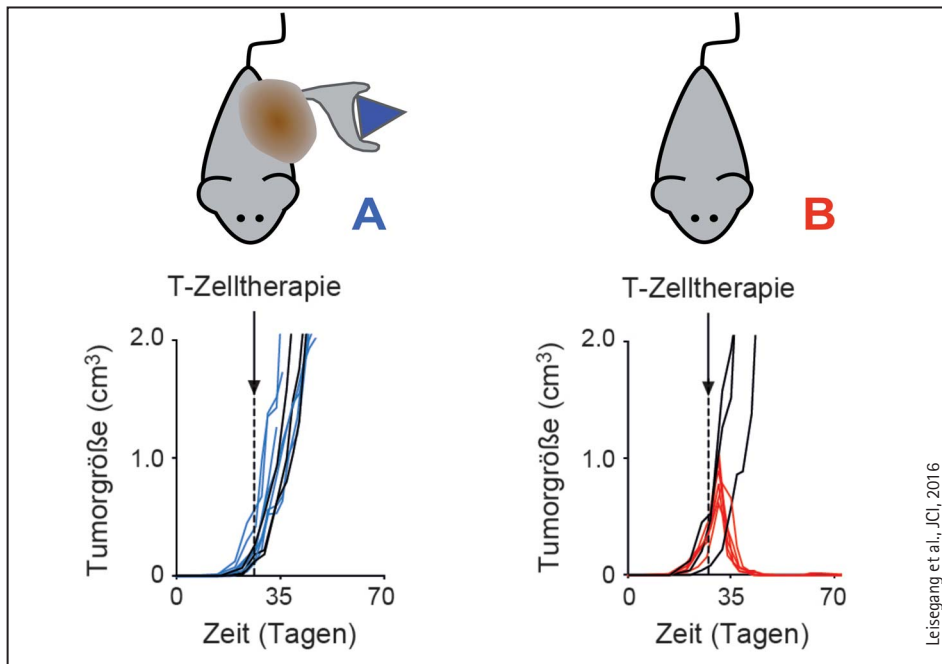 A
B
T-Zelltherapie
T-Zelltherapie
Tumorgröße (cm³)
2.0
1.0
0
0
35
70
Zeit (Tagen)
Tumorgröße (cm³)
2.0
1.0
0
0
35
70
Zeit (Tagen)
Leisegang et al., JCI, 2016